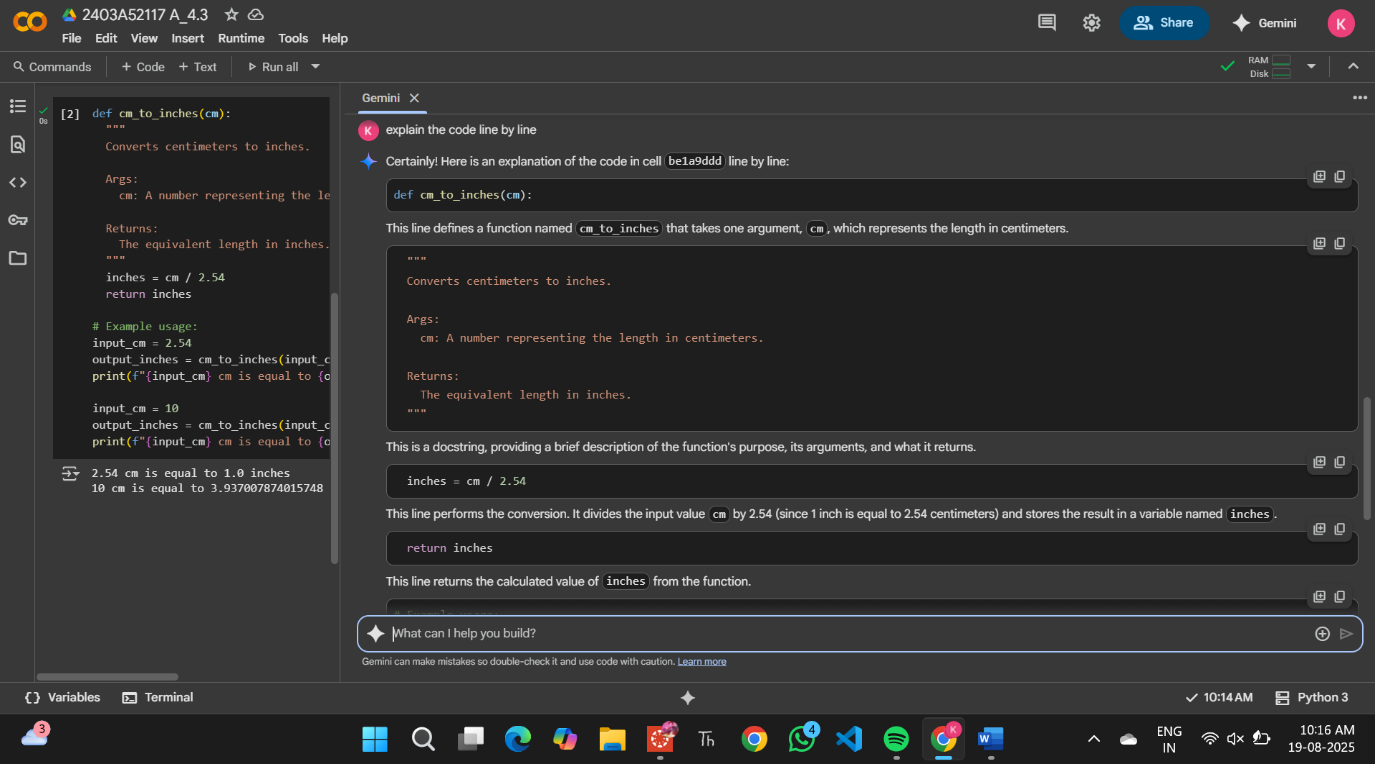 2403A52117 A_4.3
File Edit View Insert Runtime Tools Help
Share
Gemini
K
Commands + Code + Text Run all
RAM
Disk
0s
[2] def cm_to_inches(cm):
"""
Converts centimeters to inches.
Args:
cm: A number representing the le
Returns:
The equivalent length in inches.
"""
inches = cm / 2.54
return inches
# Example usage:
input_cm = 2.54
output_inches = cm_to_inches(input_c
print(f"{input_cm} cm is equal to {o
input_cm = 10
output_inches = cm_to_inches(input_c
print(f"{input_cm} cm is equal to {o
2.54 cm is equal to 1.0 inches
10 cm is equal to 3.937007874015748
Gemini
K explain the code line by line
Certainly! Here is an explanation of the code in cell be1a9ddd line by line:
def cm_to_inches(cm):
This line defines a function named cm_to_inches that takes one argument, cm, which represents the length in centimeters.
"""
Converts centimeters to inches.
Args:
cm: A number representing the length in centimeters.
Returns:
The equivalent length in inches.
"""
This is a docstring, providing a brief description of the function's purpose, its arguments, and what it returns.
inches = cm / 2.54
This line performs the conversion. It divides the input value cm by 2.54 (since 1 inch is equal to 2.54 centimeters) and stores the result in a variable named inches.
return inches
This line returns the calculated value of inches from the function.
# Example usage:
What can I help you build?
Gemini can make mistakes so double-check it and use code with caution. Learn more
Variables Terminal
10:14 AM Python 3
3
Th
4
K
W
ENG
IN
10:16 AM
19-08-2025